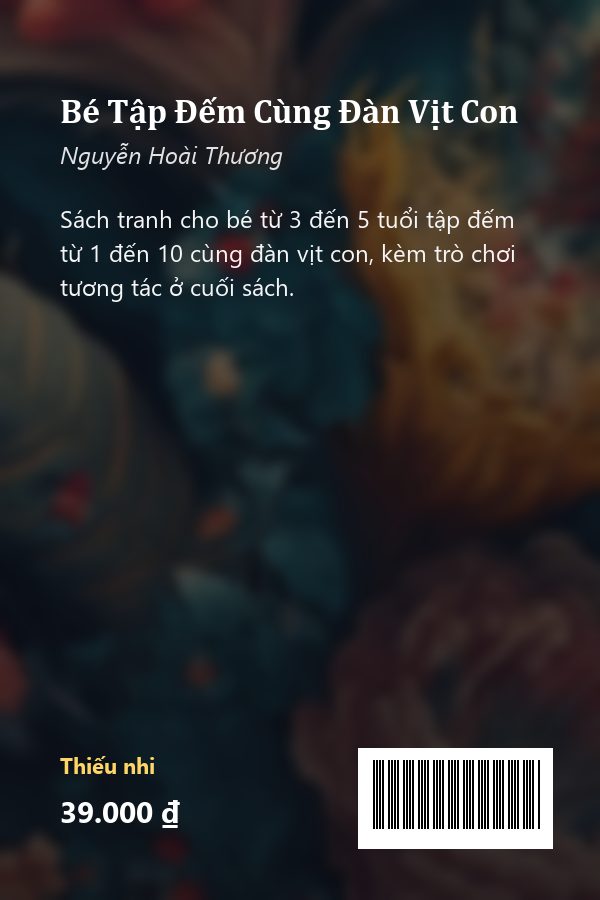 Bé Tập Đếm Cùng Đàn Vịt Con
Nguyễn Hoài Thương
Sách tranh cho bé từ 3 đến 5 tuổi tập đếm
từ 1 đến 10 cùng đàn vịt con, kèm trò chơi
tương tác ở cuối sách.
Thiếu nhi
39.000 ₫